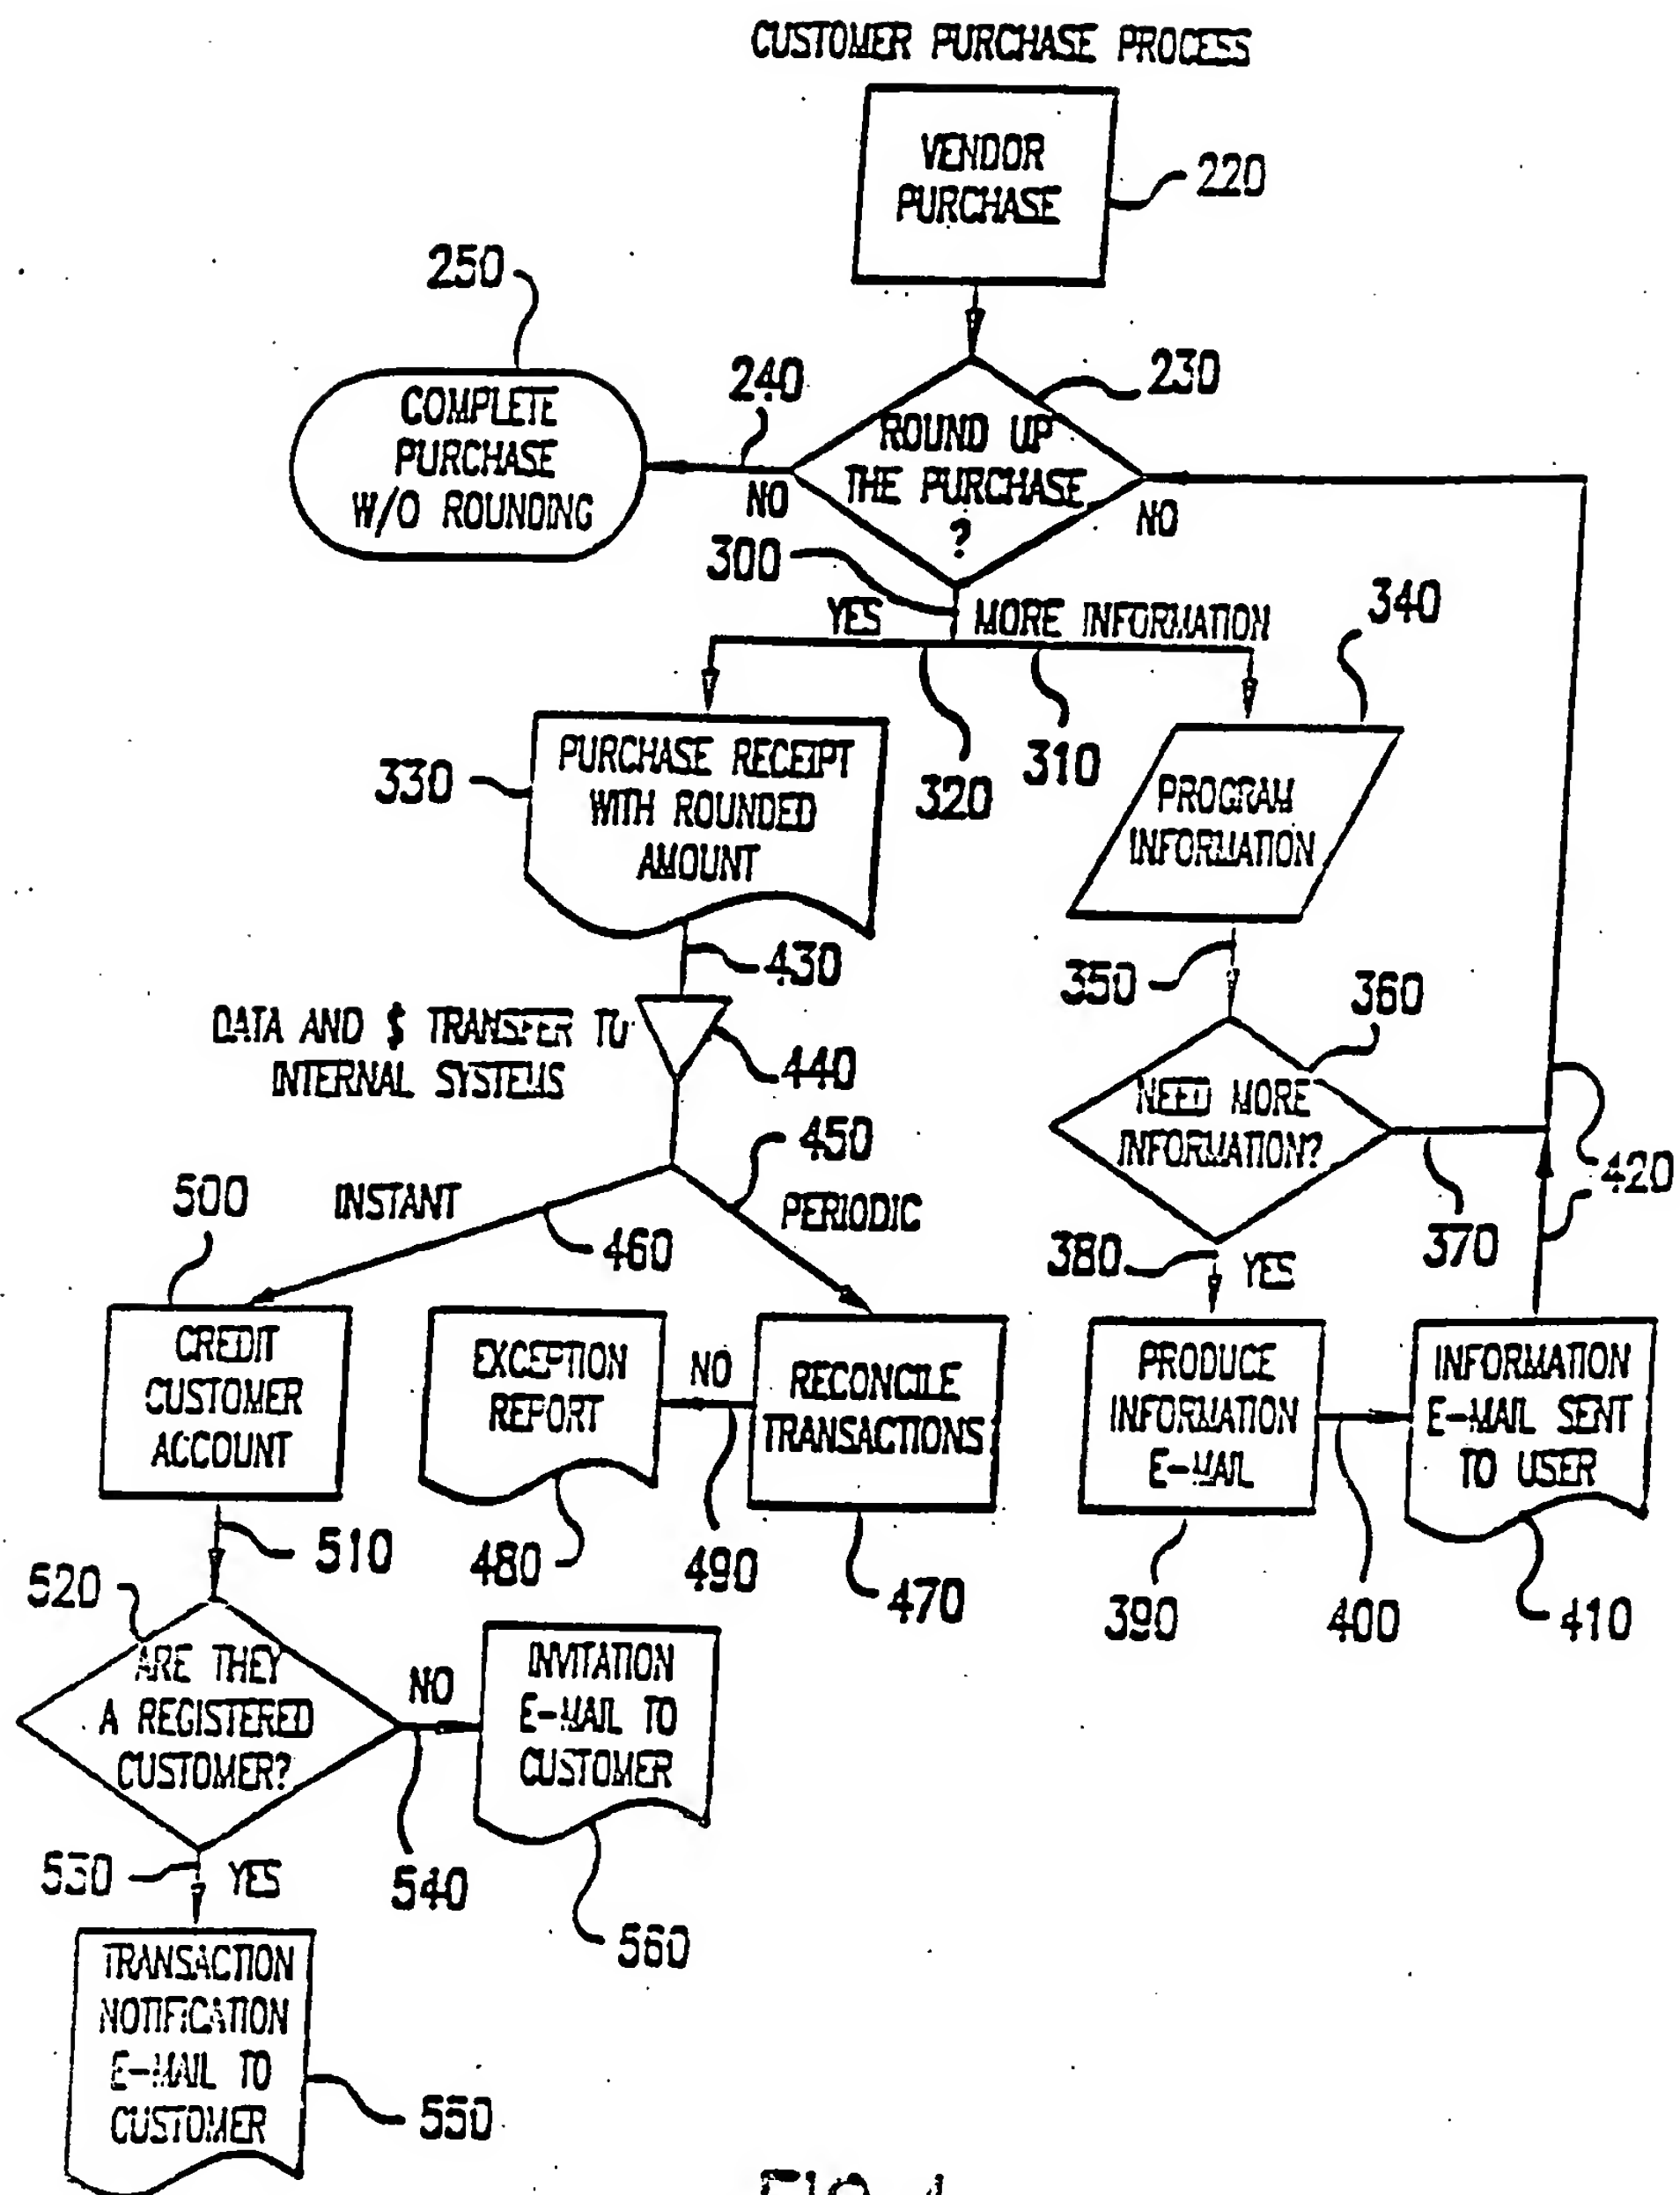 CUSTOMER PURCHASE PROCESS
VENDOR
PURCHASE
220
250
COMPLETE
PURCHASE
W/O ROUNDING
240
NO
230
ROUND UP
THE PURCHASE
?
NO
300
YES
MORE INFORMATION
340
330
PURCHASE RECEIPT
WITH ROUNDED
AMOUNT
320
310
PROGRAM
INFORMATION
430
350
360
DATA AND $ TRANSFER TO
INTERNAL SYSTEMS
440
NEED MORE
INFORMATION?
450
420
500
INSTANT
460
PERIODIC
370
380
YES
CREDIT
CUSTOMER
ACCOUNT
EXCEPTION
REPORT
NO
RECONCILE
TRANSACTIONS
PRODUCE
INFORMATION
E-MAIL
INFORMATION
E-MAIL SENT
TO USER
510
480
490
470
390
400
410
520
ARE THEY
A REGISTERED
CUSTOMER?
NO
INVITATION
E-MAIL TO
CUSTOMER
530
YES
540
560
TRANSACTION
NOTIFICATION
E-MAIL TO
CUSTOMER
550